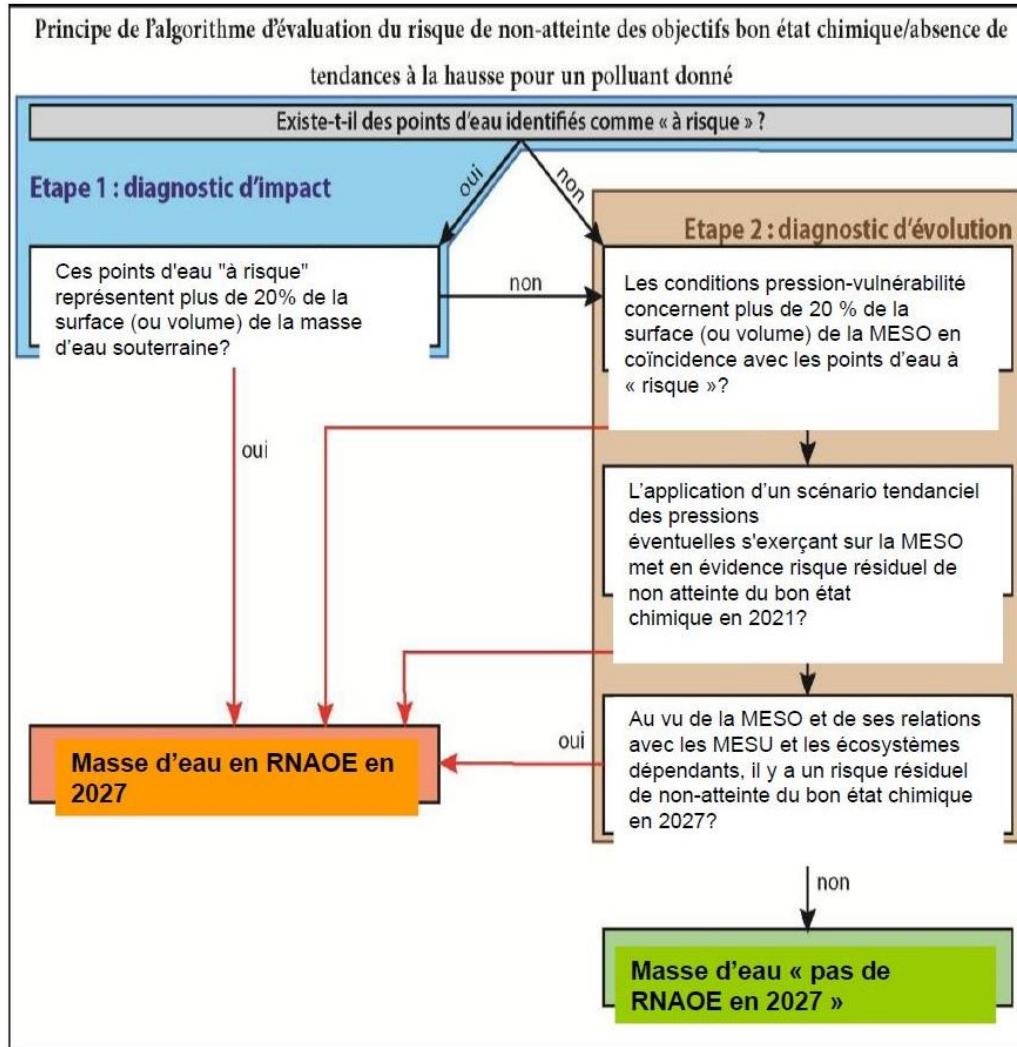 Principe de l'algorithme d'évaluation du risque de non-atteinte des objectifs bon état chimique/absence de
tendances à la hausse pour un polluant donné
Existe-t-il des points d'eau identifiés comme « à risque » ?
Etape 1 : diagnostic d'impact
oui
non
Etape 2 : diagnostic d'évolution
Ces points d'eau "à risque"
représentent plus de 20% de la
surface (ou volume) de la masse
d'eau souterraine?
non
Les conditions pression-vulnérabilité
concernent plus de 20 % de la
surface (ou volume) de la MESO en
coïncidence avec les points d'eau à
« risque »?
oui
L'application d'un scénario tendanciel
des pressions
éventuelles s'exerçant sur la MESO
met en évidence risque résiduel de
non atteinte du bon état
chimique en 2021?
Au vu de la MESO et de ses relations
avec les MESU et les écosystèmes
dépendants, il y a un risque résiduel
de non-atteinte du bon état chimique
en 2027?
oui
Masse d'eau en RNAOE en
2027
non
Masse d'eau « pas de
RNAOE en 2027 »